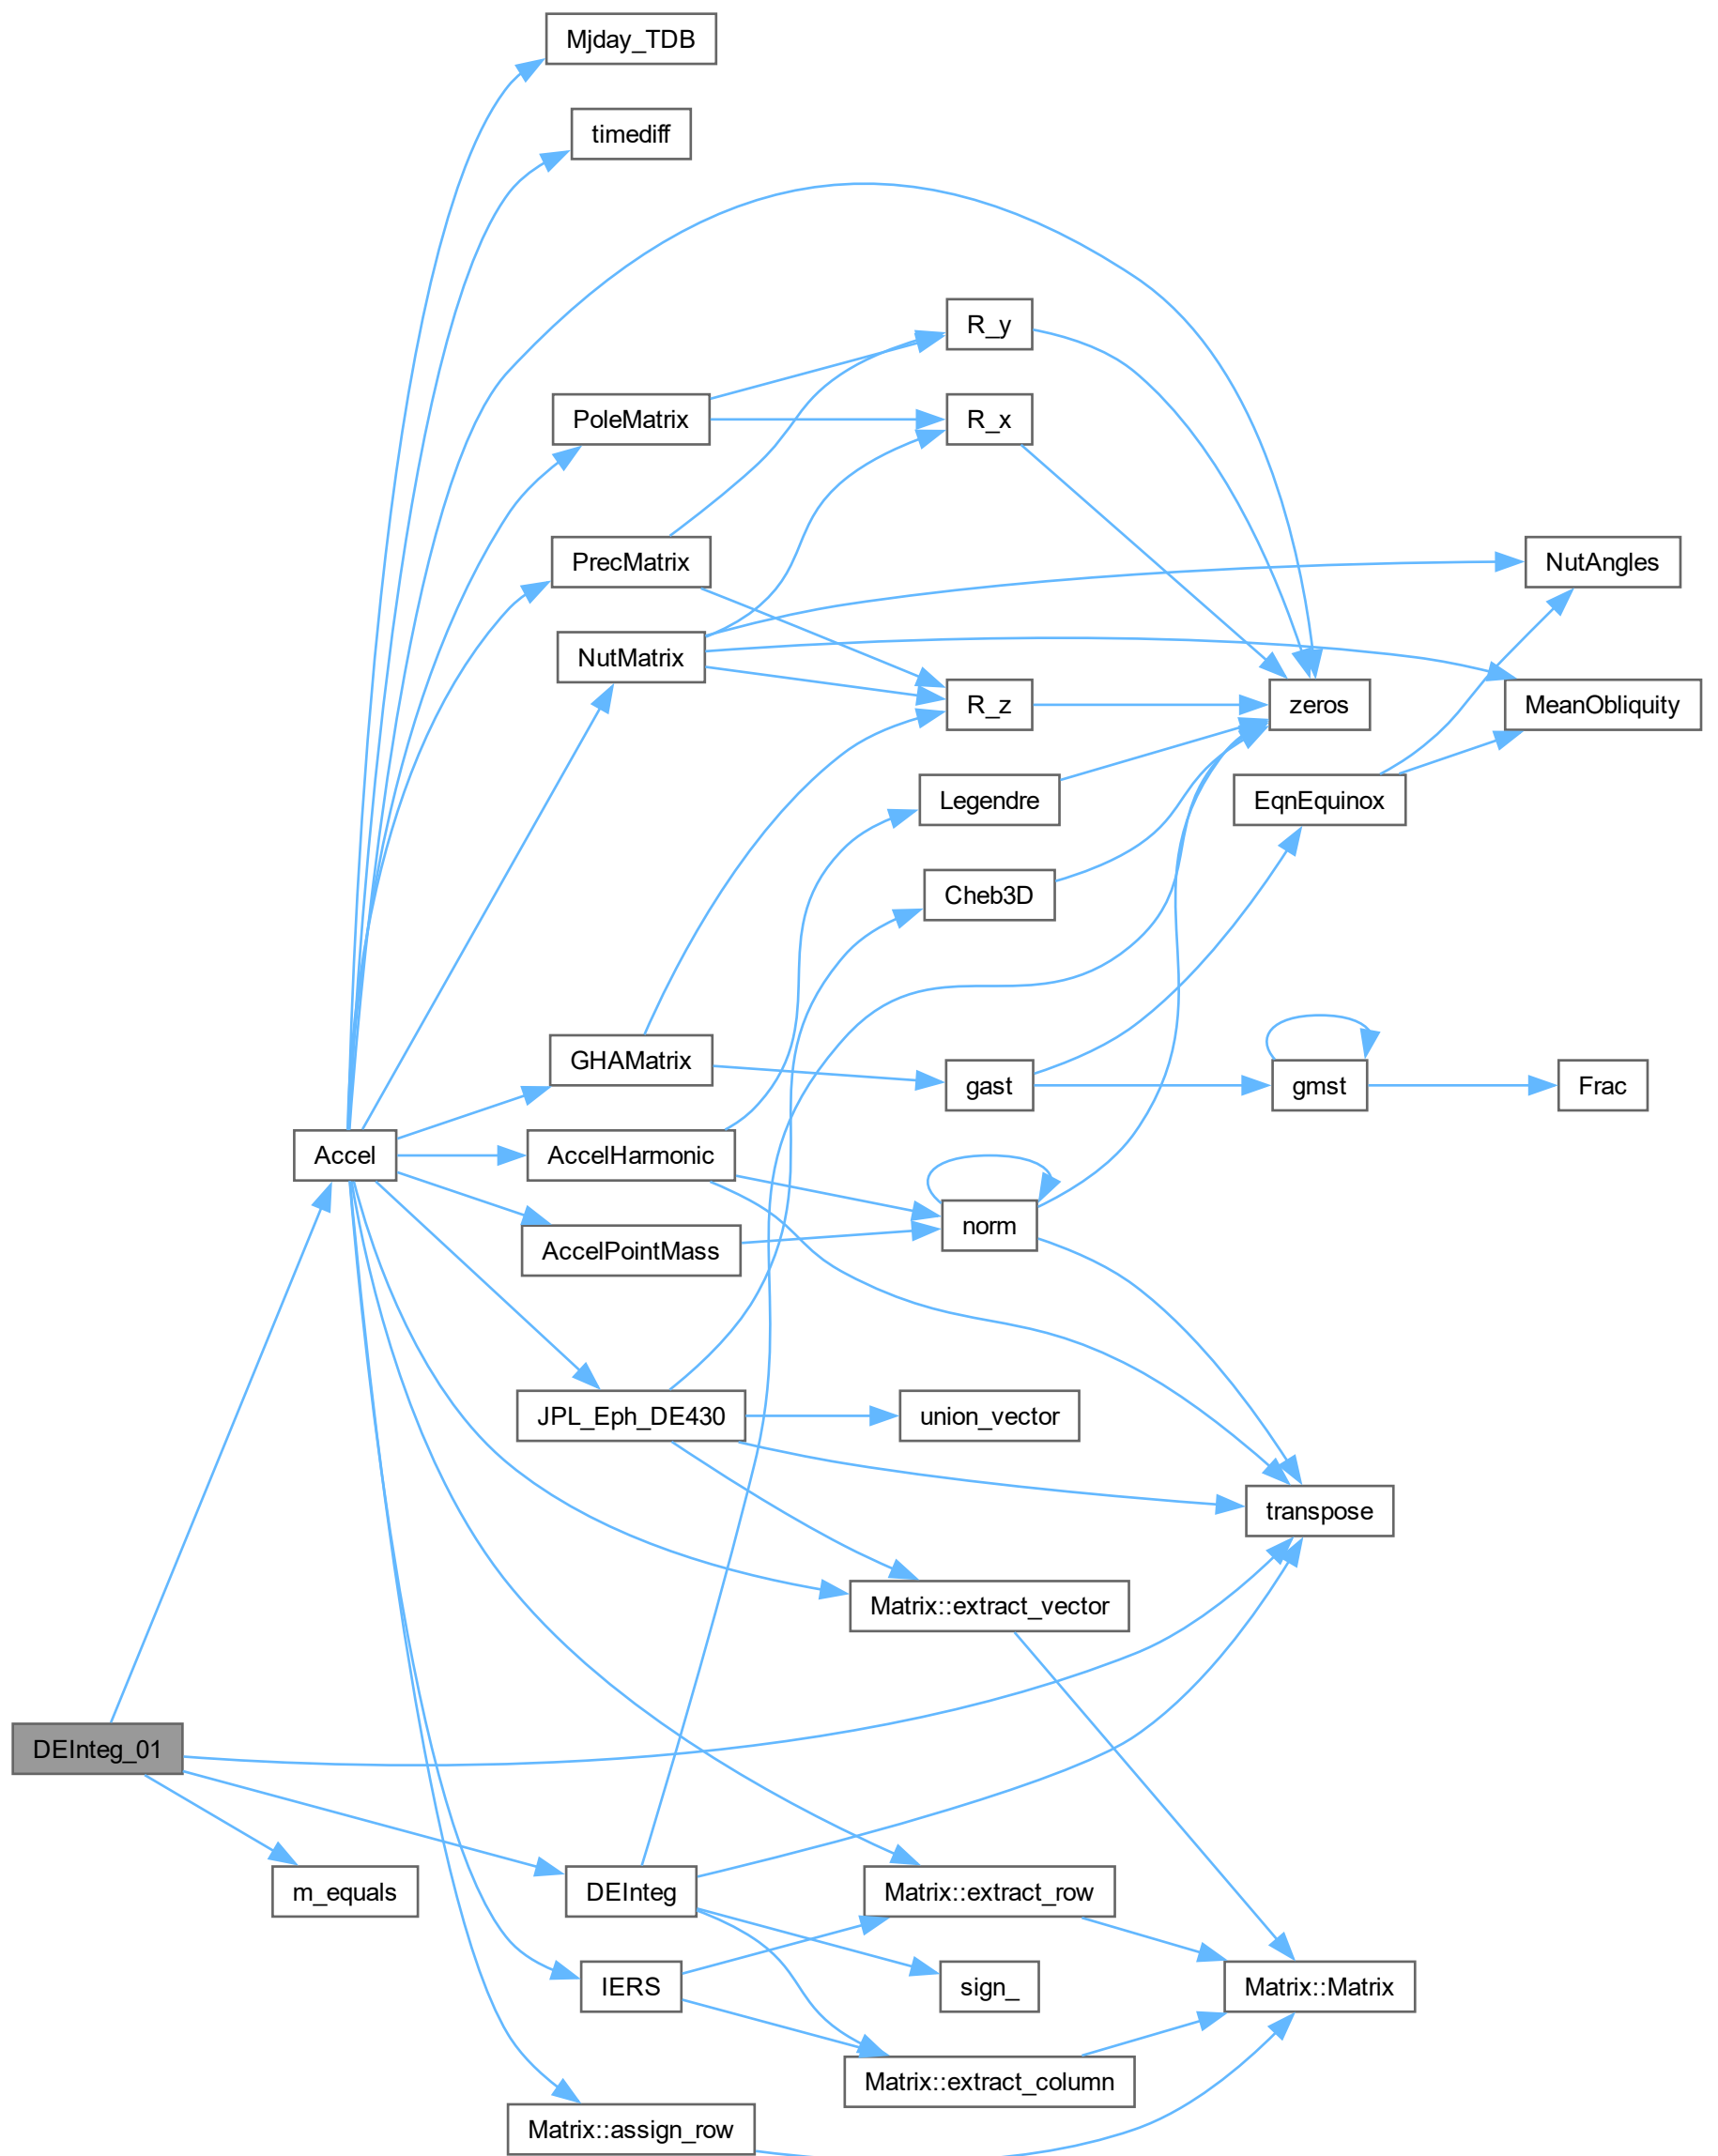 Mjday_TDB
timediff
R_y
PoleMatrix
R_x
PrecMatrix
NutAngles
NutMatrix
R_z
zeros
MeanObliquity
Legendre
EqnEquinox
Cheb3D
GHAMatrix
gast
gmst
Frac
Accel
AccelHarmonic
norm
AccelPointMass
JPL_Eph_DE430
union_vector
transpose
Matrix::extract_vector
DEInteg_01
m_equals
DEInteg
Matrix::extract_row
IERS
sign_
Matrix::Matrix
Matrix::extract_column
Matrix::assign_row